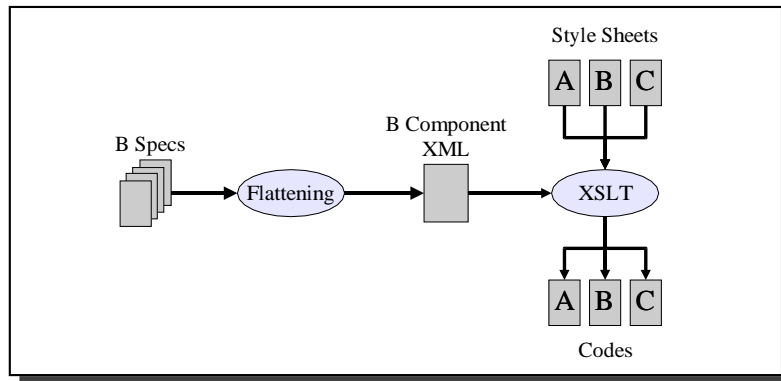 Style Sheets
A B C
B Specs
B Component
XML
Flattening
XSLT
A B C
Codes